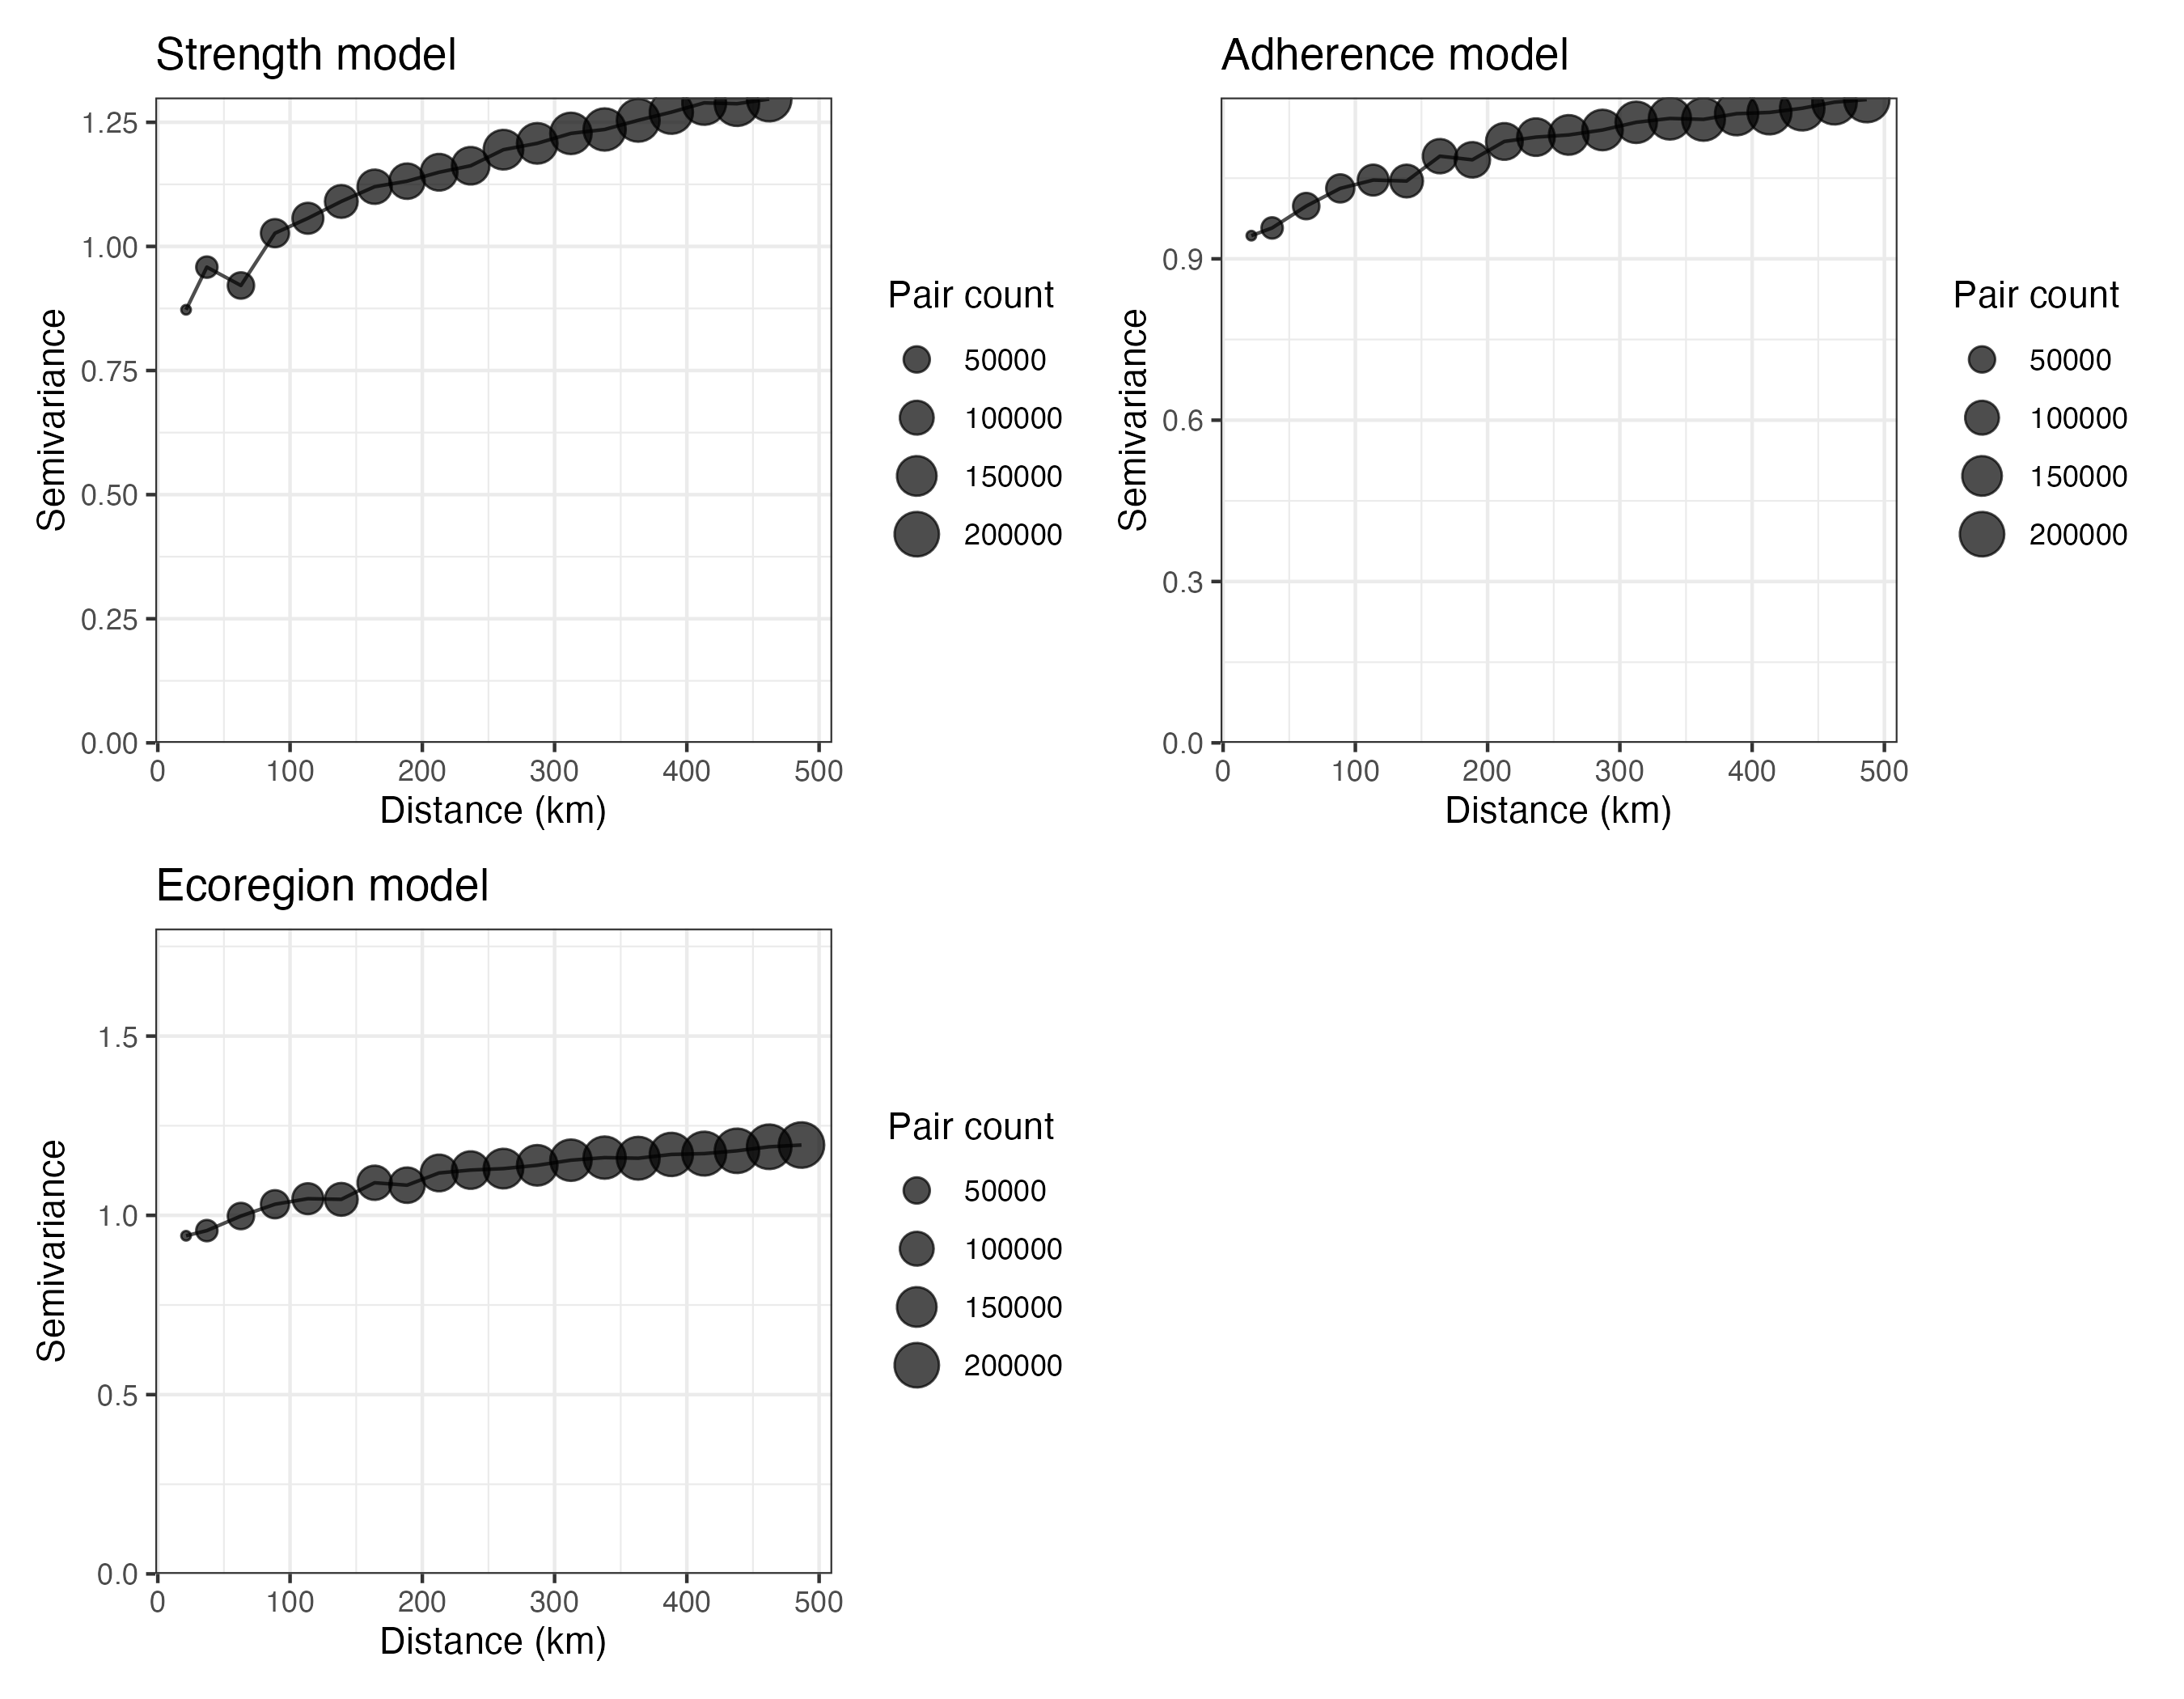 Strength model
Semivariance
1.25
1.00
0.75
0.50
0.25
0.00
0 100 200 300 400 500
Distance (km)
Pair count
50000
100000
150000
200000
Adherence model
Semivariance
0.9
0.6
0.3
0.0
0 100 200 300 400 500
Distance (km)
Pair count
50000
100000
150000
200000
Ecoregion model
Semivariance
1.5
1.0
0.5
0.0
0 100 200 300 400 500
Distance (km)
Pair count
50000
100000
150000
200000